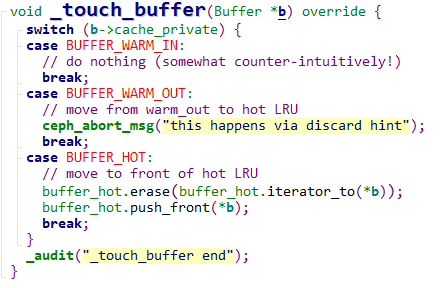 void _touch_buffer(Buffer *b) override {
  switch (b->cache_private) {
  case BUFFER_WARM_IN:
    // do nothing (somewhat counter-intuitively!)
    break;
  case BUFFER_WARM_OUT:
    // move from warm_out to hot LRU
    ceph_abort_msg("this happens via discard hint");
    break;
  case BUFFER_HOT:
    // move to front of hot LRU
    buffer_hot.erase(buffer_hot.iterator_to(*b));
    buffer_hot.push_front(*b);
    break;
  }
  _audit("_touch_buffer end");
}